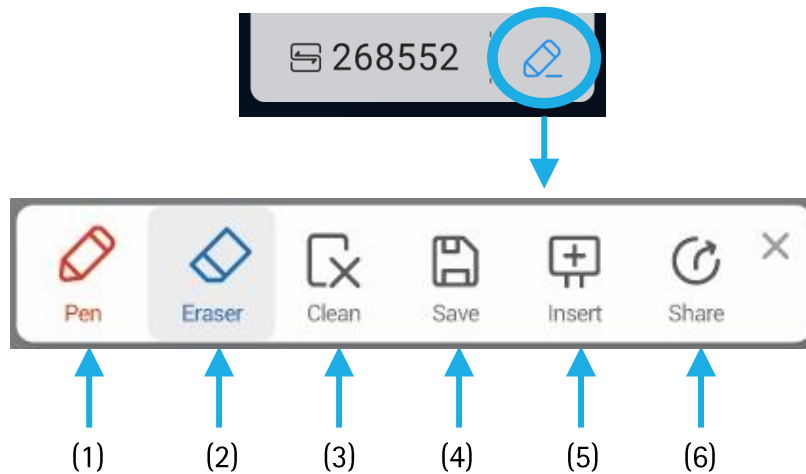 268552
Pen Eraser Clean Save Insert Share
(1) (2) (3) (4) (5) (6)